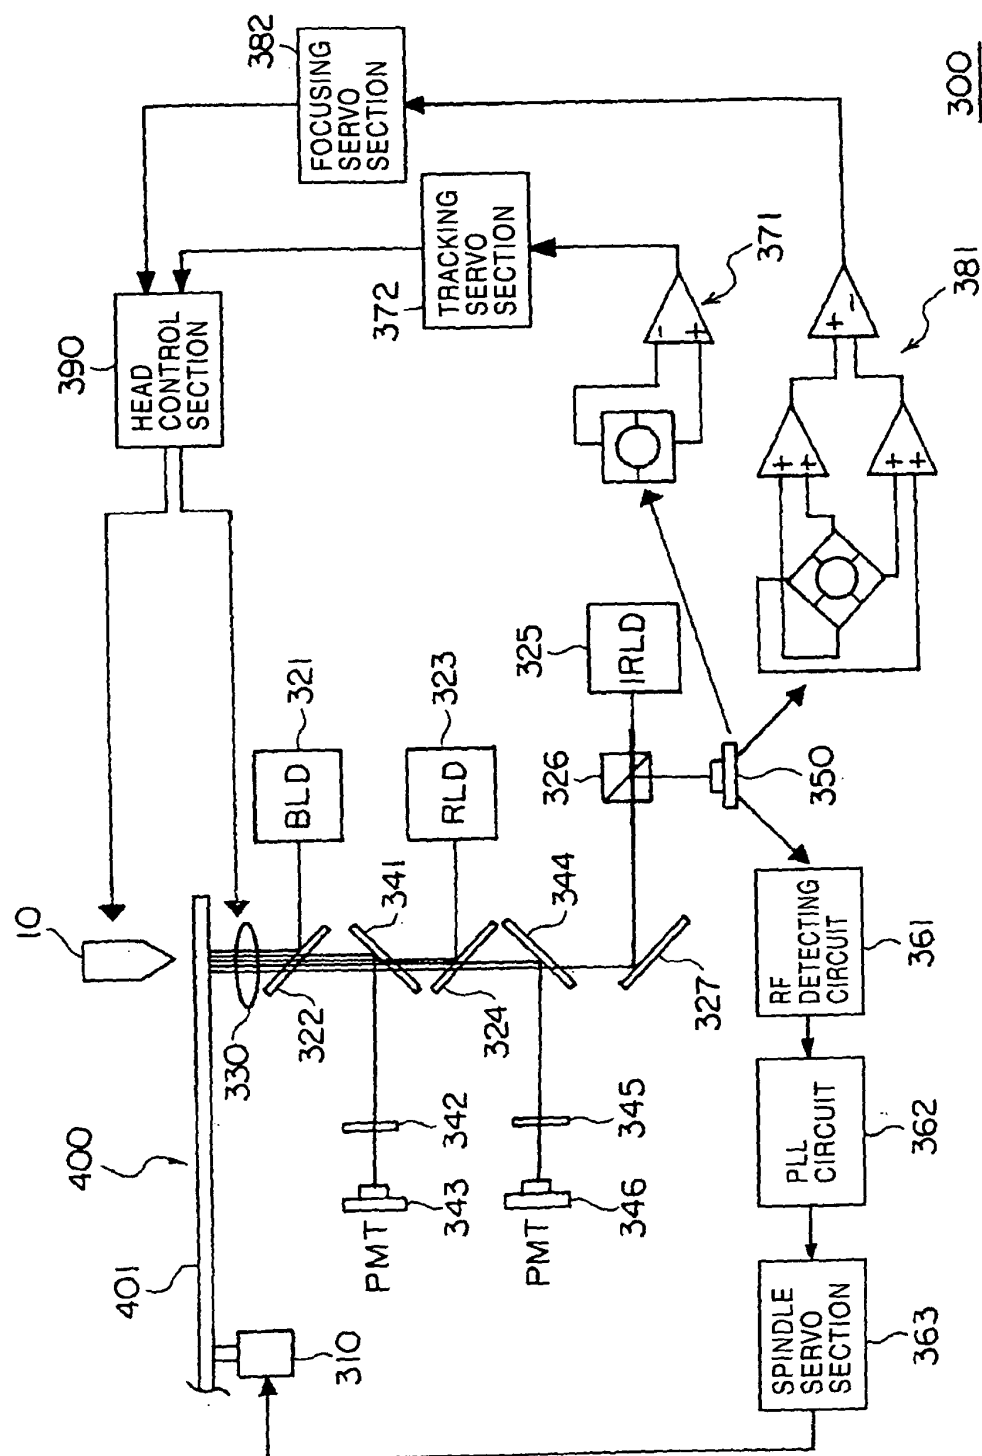 300
382
FOCUSING
SERVO
SECTION
390
HEAD
CONTROL
SECTION
372
TRACKING
SERVO
SECTION
371
-
+
381
+
-
+
+
+
+
10
330
BLD
321
322
341
RLD
323
324
344
IRLD
325
326
327
350
400
401
310
342
343
PMT
345
346
PMT
RF
DETECTING
CIRCUIT
361
PLL
CIRCUIT
362
SPINDLE
SERVO
SECTION
363